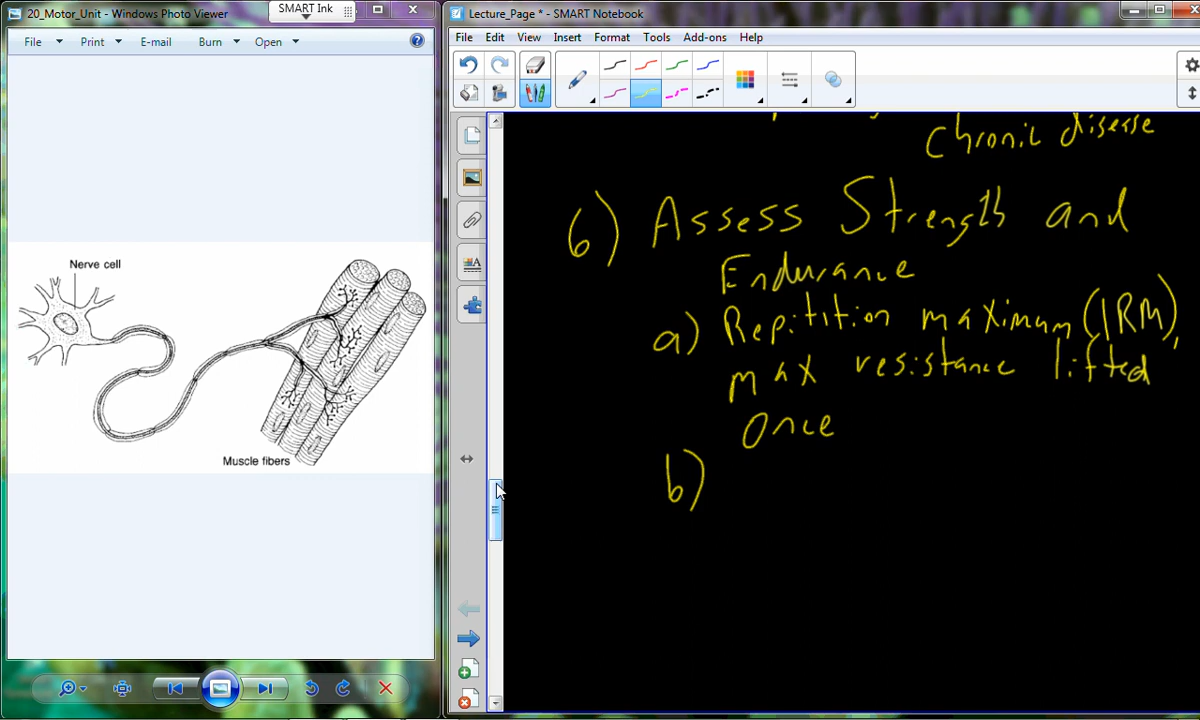 20_Motor_Unit - Windows Photo Viewer
SMART Ink
File Print E-mail Burn Open
Nerve cell
Muscle fibers
Lecture_Page * - SMART Notebook
File Edit View Insert Format Tools Add-ons Help
chronic disease
6) Assess Strength and
Endurance
a) Repitition maximum (1RM),
max resistance lifted
once
b)